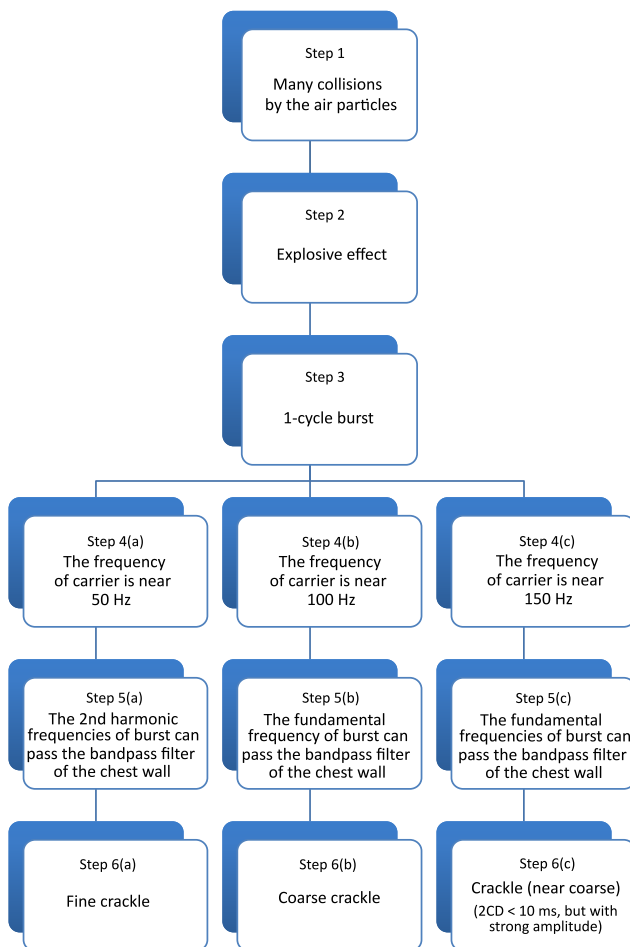 Step 1
Many collisions
by the air particles
Step 2
Explosive effect
Step 3
1-cycle burst
Step 4(a)
The frequency
of carrier is near
50 Hz
Step 4(b)
The frequency
of carrier is near
100 Hz
Step 4(c)
The frequency
of carrier is near
150 Hz
Step 5(a)
The 2nd harmonic
frequencies of burst can
pass the bandpass filter
of the chest wall
Step 5(b)
The fundamental
frequency of burst can
pass the bandpass filter
of the chest wall
Step 5(c)
The fundamental
frequencies of burst can
pass the bandpass filter
of the chest wall
Step 6(a)
Fine crackle
Step 6(b)
Coarse crackle
Step 6(c)
Crackle (near coarse)
(2CD < 10 ms, but with
strong amplitude)